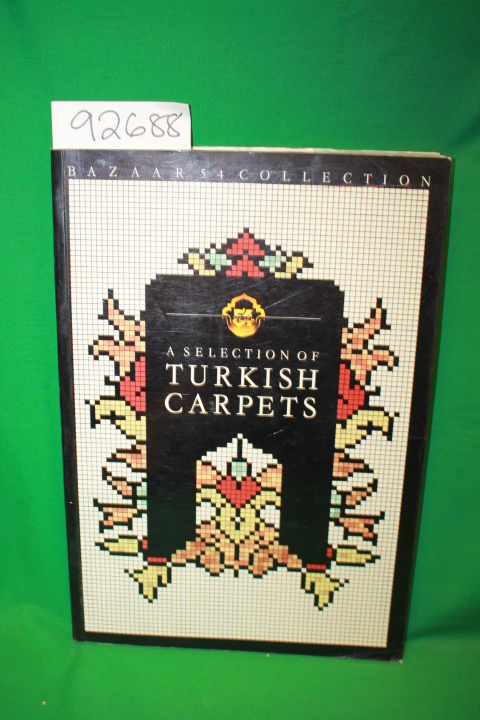 92688
BAZAAR 54 COLLECTION
A SELECTION OF
TURKISH
CARPETS